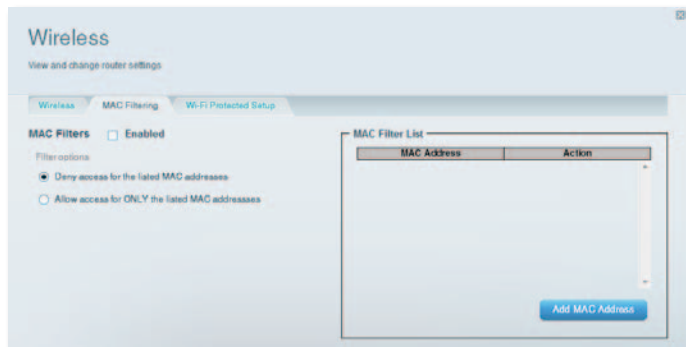 Wireless
View and change router settings
Wireless
MAC Filtering
Wi-Fi Protected Setup
MAC Filters
Enabled
Filter options
Deny access for the listed MAC addresses
Allow access for ONLY the listed MAC addressses
MAC Filter List
MAC Address
Action
Add MAC Address